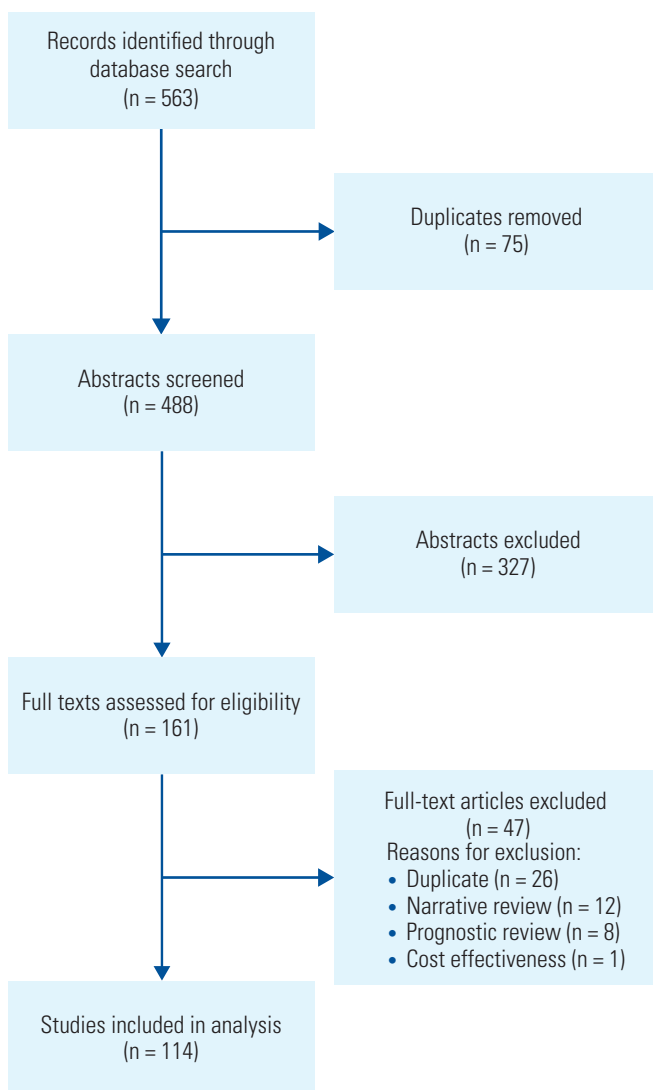 Records identified through
database search
(n = 563)
Duplicates removed
(n = 75)
Abstracts screened
(n = 488)
Abstracts excluded
(n = 327)
Full texts assessed for eligibility
(n = 161)
Full-text articles excluded
(n = 47)
Reasons for exclusion:
• Duplicate (n = 26)
• Narrative review (n = 12)
• Prognostic review (n = 8)
• Cost effectiveness (n = 1)
Studies included in analysis
(n = 114)